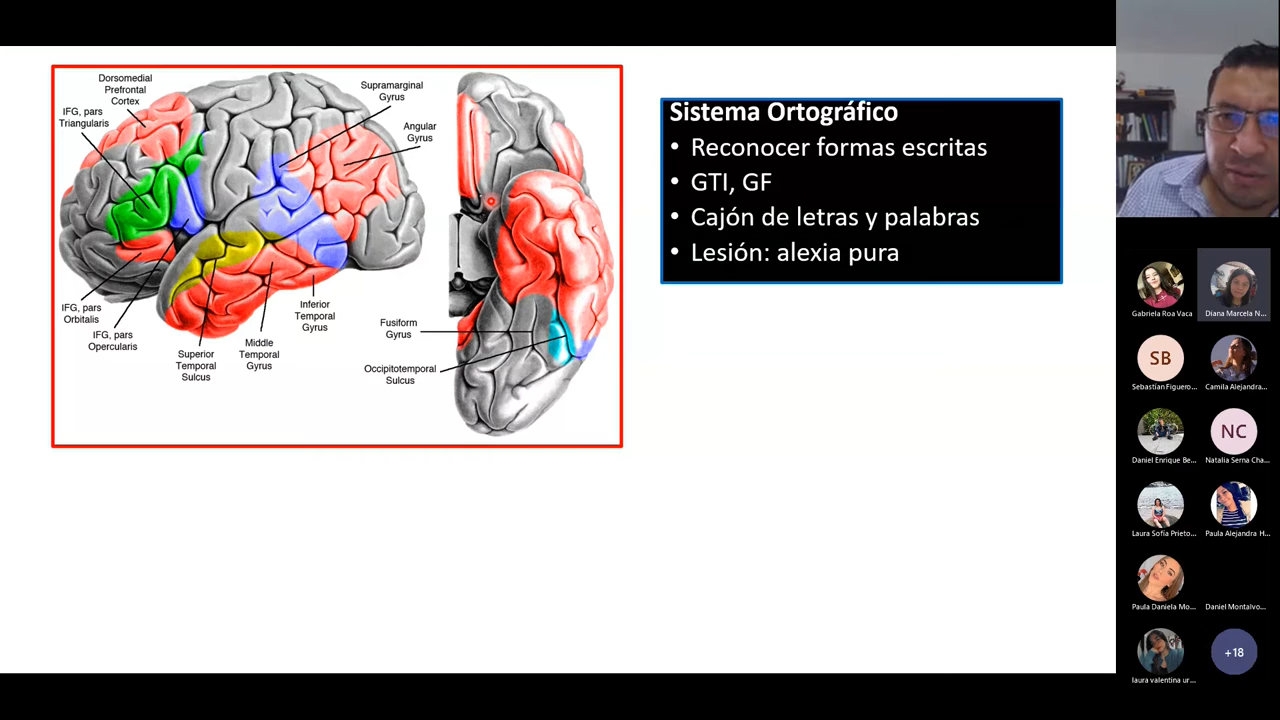 Dorsomedial
Prefrontal
Cortex
IFG, pars
Triangularis
Supramarginal
Gyrus
Angular
Gyrus
IFG, pars
Orbitalis
IFG, pars
Opercularis
Superior
Temporal
Sulcus
Middle
Temporal
Gyrus
Inferior
Temporal
Gyrus
Fusiform
Gyrus
Occipitotemporal
Sulcus
Sistema Ortográfico
• Reconocer formas escritas
• GTI, GF
• Cajón de letras y palabras
• Lesión: alexia pura
Gabriela Roa Vaca
Diana Marcela N...
SB
Sebastian Figuero...
Camila Alejandra...
Daniel Enrique Be...
NC
Natalia Serna Cha...
Laura Sofía Prieto...
Paula Alejandra H...
Paula Daniela Mo...
Daniel Montalvo...
laura valentina ur...
+18